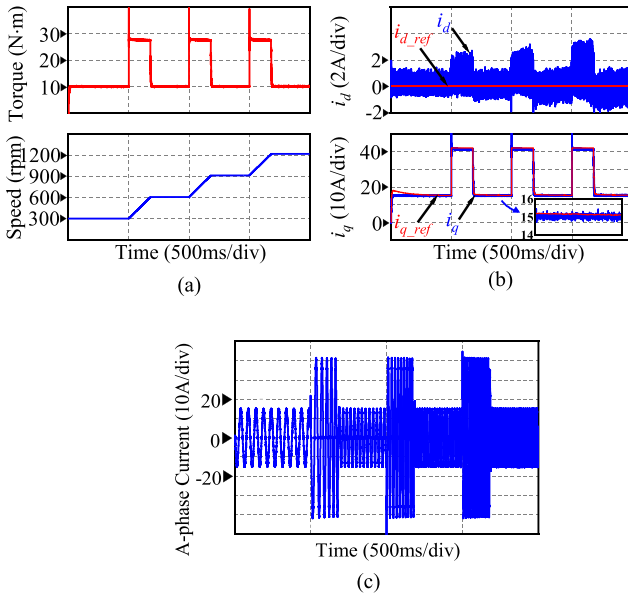 Torque (N·m)
30
20
10
Speed (rpm)
1200
900
600
300
Time (500ms/div)
(a)
i_d (2A/div)
2
0
-2
i_d_ref
i_d
i_q (10A/div)
40
20
0
i_q_ref
i_q
16
15
14
Time (500ms/div)
(b)
A-phase Current (10A/div)
20
0
-20
Time (500ms/div)
(c)